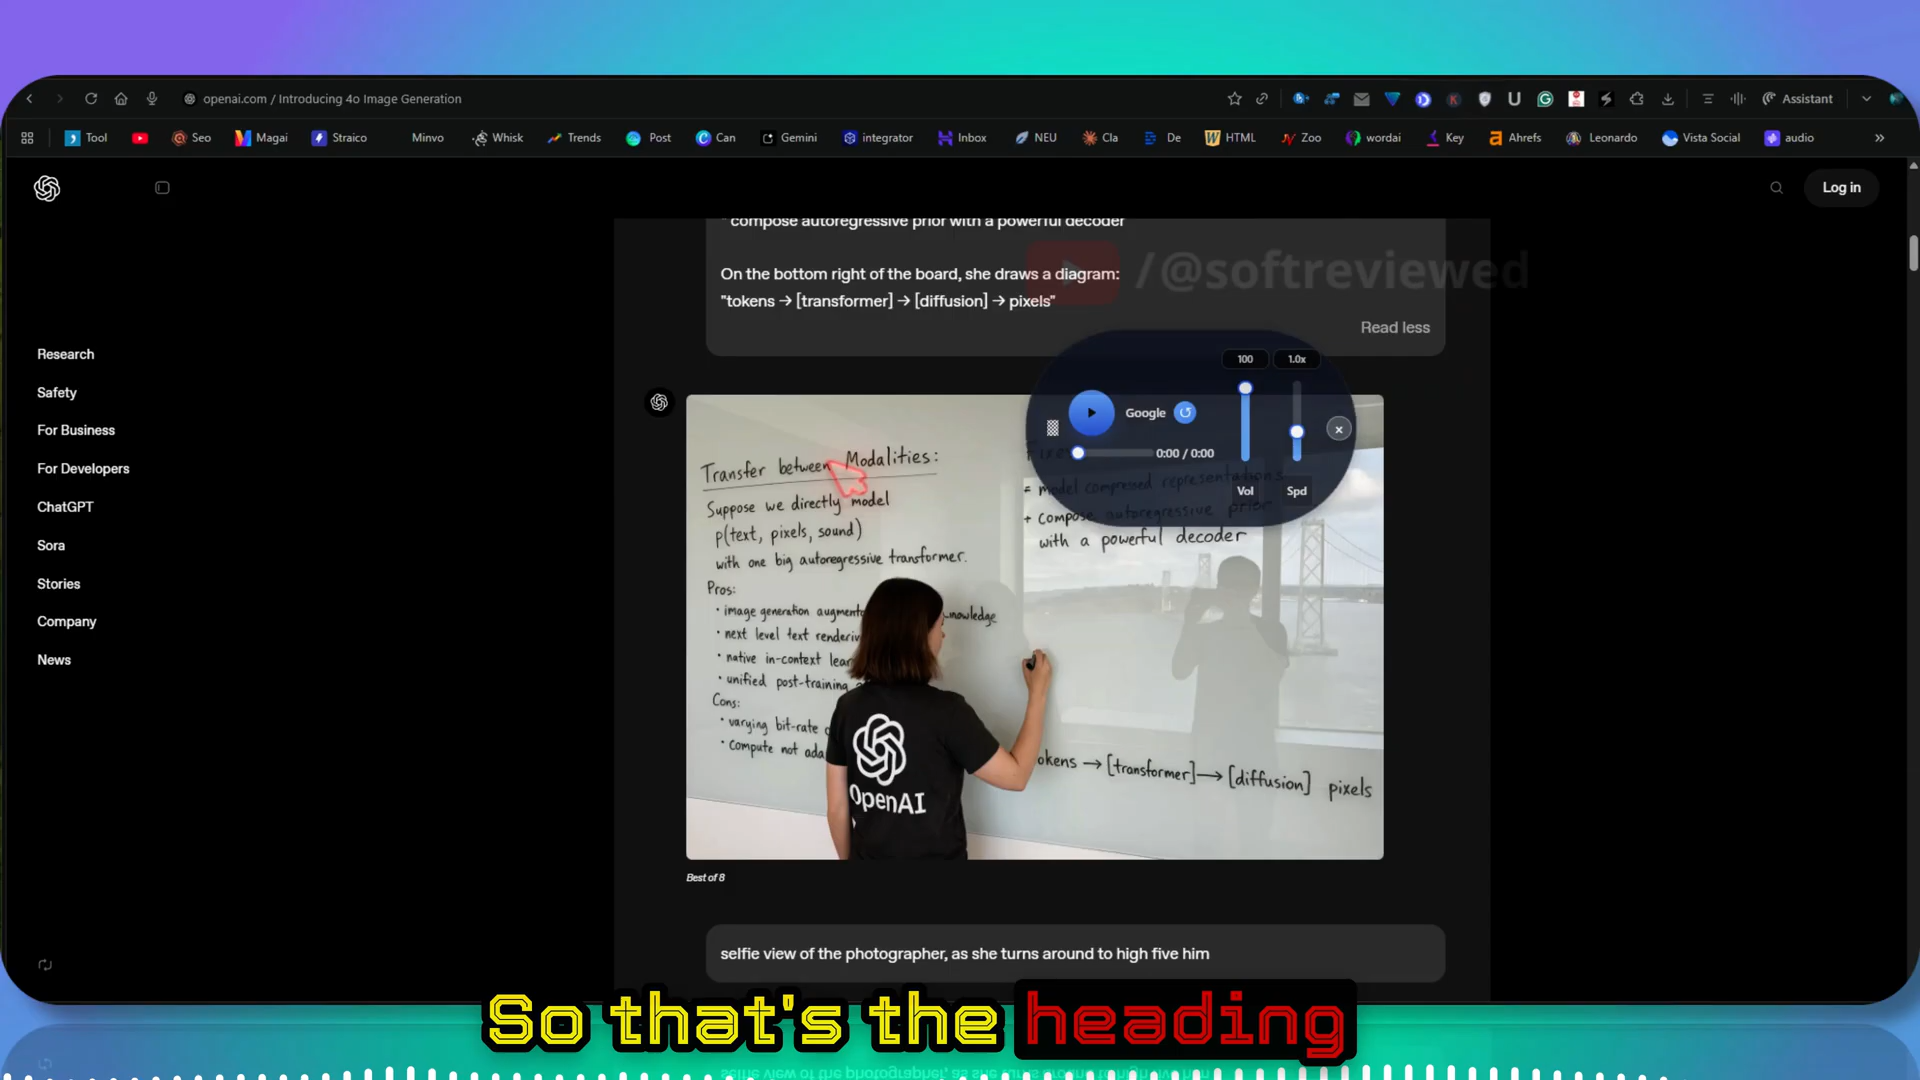 openai.com / Introducing 4o Image Generation
Assistant
Tool
Seo
Magai
Straico
Minvo
Whisk
Trends
Post
Can
Gemini
integrator
Inbox
NEU
Cla
De
HTML
Zoo
wordai
Key
Ahrefs
Leonardo
Vista Social
audio
Log in
Research
Safety
For Business
For Developers
ChatGPT
Sora
Stories
Company
News
compose autoregressive prior with a powerful decoder
On the bottom right of the board, she draws a diagram:
"tokens → [transformer] → [diffusion] → pixels"
/@softreviewed
Read less
100
1.0x
Google
0:00 / 0:00
Vol
Spd
Transfer between Modalities:
Suppose we directly model
p(text, pixels, sound)
with one big autoregressive transformer.
Pros:
• image generation augmente knowledge
• next level text renderin
• native in-context lear
• unified post-training
Cons:
• varying bit-rate
• compute not ada
= model compressed representations
+ compose autoregressive prior
with a powerful decoder
okens → [transformer] → [diffusion] pixels
OpenAI
Best of 8
selfie view of the photographer, as she turns around to high five him
So that's the heading